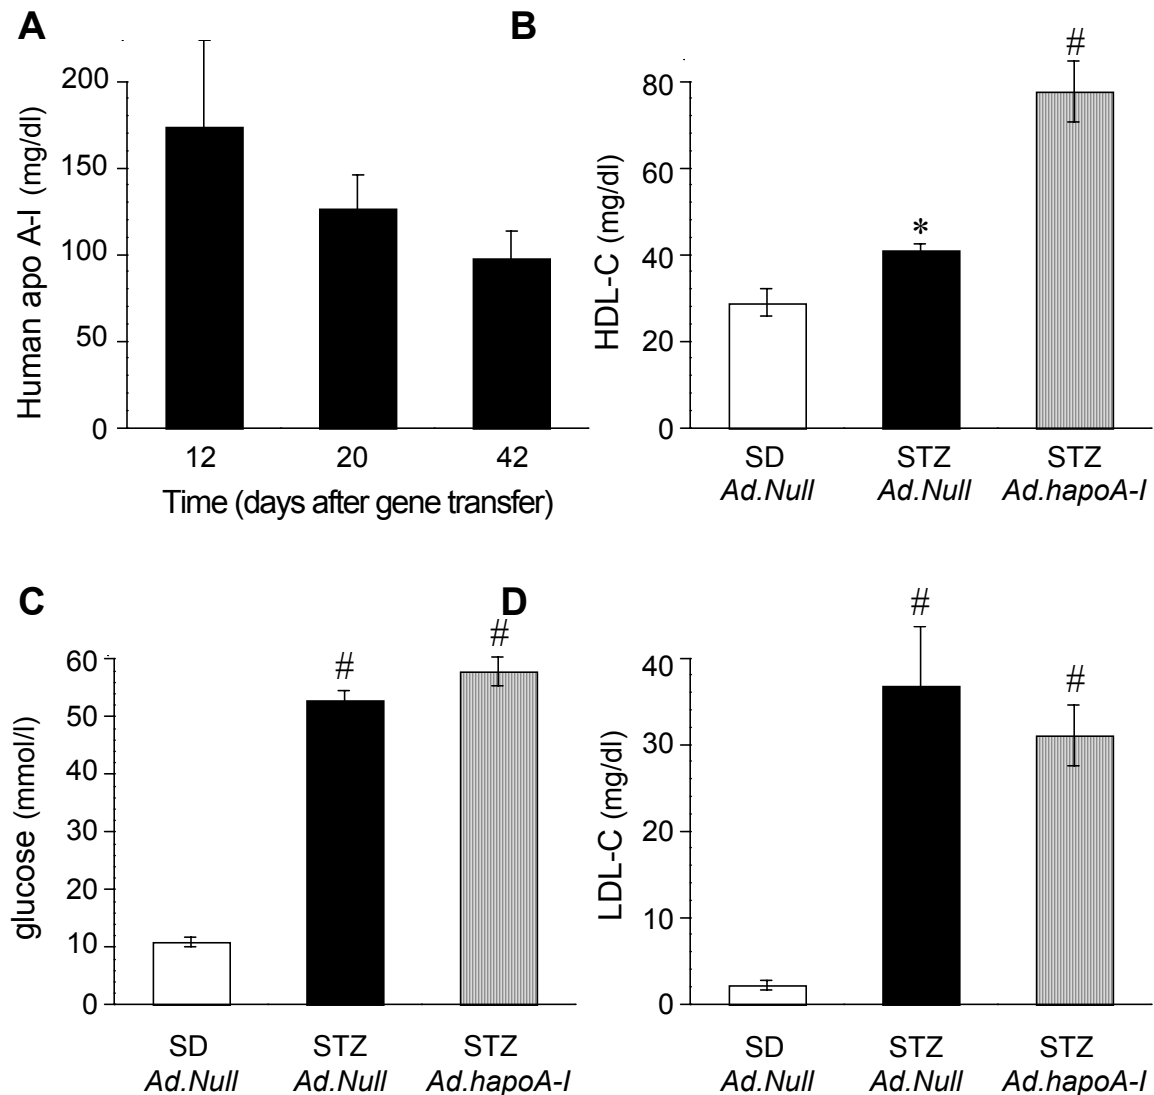 A
Human apo A-I (mg/dl)
200
150
100
50
0
12 20 42
Time (days after gene transfer)
B
HDL-C (mg/dl)
80
60
40
20
0
*
#
SD STZ STZ
Ad.Null Ad.Null Ad.hapoA-I
C
glucose (mmol/l)
60
50
40
30
20
10
0
#
#
SD STZ STZ
Ad.Null Ad.Null Ad.hapoA-I
D
LDL-C (mg/dl)
40
30
20
10
0
#
#
SD STZ STZ
Ad.Null Ad.Null Ad.hapoA-I